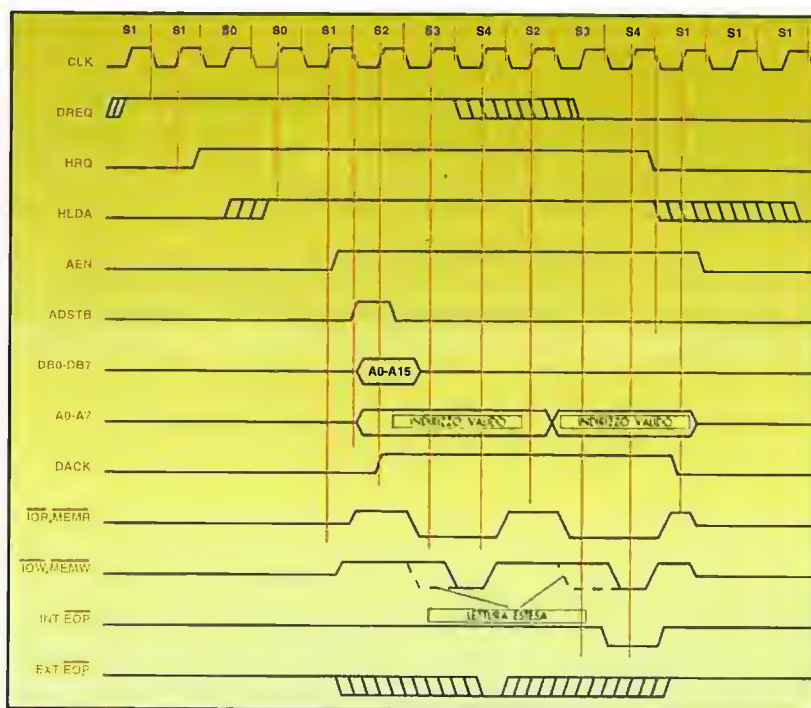 S1 S1 S0 S0 S1 S2 S3 S4 S2 S3 S4 S1 S1 S1
CLK
DREQ
HRQ
HLDA
AEN
ADSTB
DB0-DB7 A0-A15
A0-A7 INDIRIZZO VALIDO INDIRIZZO VALIDO
DACK
IOR,MEMR
IOW,MEMW
LETTURA ESTESA
INT EOP
EXT EOP